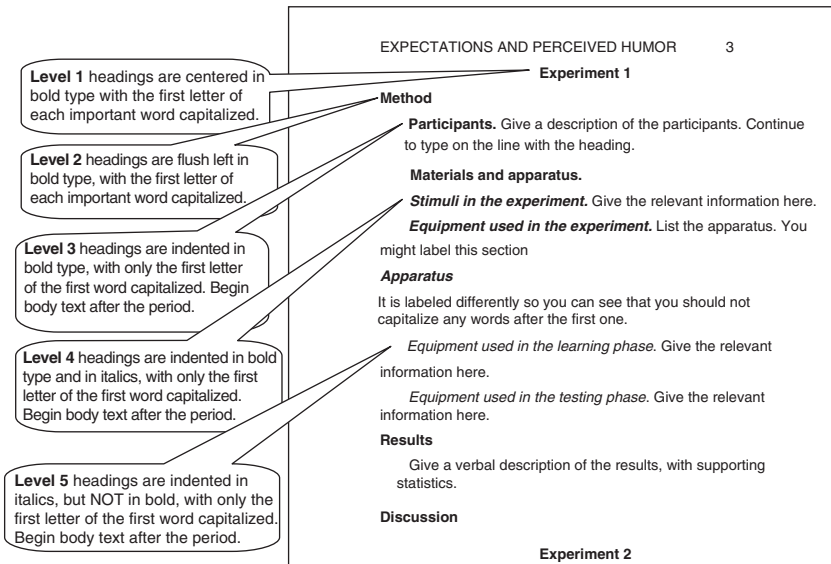 EXPECTATIONS AND PERCEIVED HUMOR 3
Experiment 1
Level 1 headings are centered in
bold type with the first letter of
each important word capitalized.
Level 2 headings are flush left in
bold type, with the first letter of
each important word capitalized.
Level 3 headings are indented in
bold type, with only the first letter
of the first word capitalized. Begin
body text after the period.
Level 4 headings are indented in bold
type and in italics, with only the first
letter of the first word capitalized.
Begin body text after the period.
Level 5 headings are indented in
italics, but NOT in bold, with only the
first letter of the first word capitalized.
Begin body text after the period.
Method
Participants. Give a description of the participants. Continue
to type on the line with the heading.
Materials and apparatus.
Stimuli in the experiment. Give the relevant information here.
Equipment used in the experiment. List the apparatus. You
might label this section
Apparatus
It is labeled differently so you can see that you should not
capitalize any words after the first one.
Equipment used in the learning phase. Give the relevant
information here.
Equipment used in the testing phase. Give the relevant
information here.
Results
Give a verbal description of the results, with supporting
statistics.
Discussion
Experiment 2